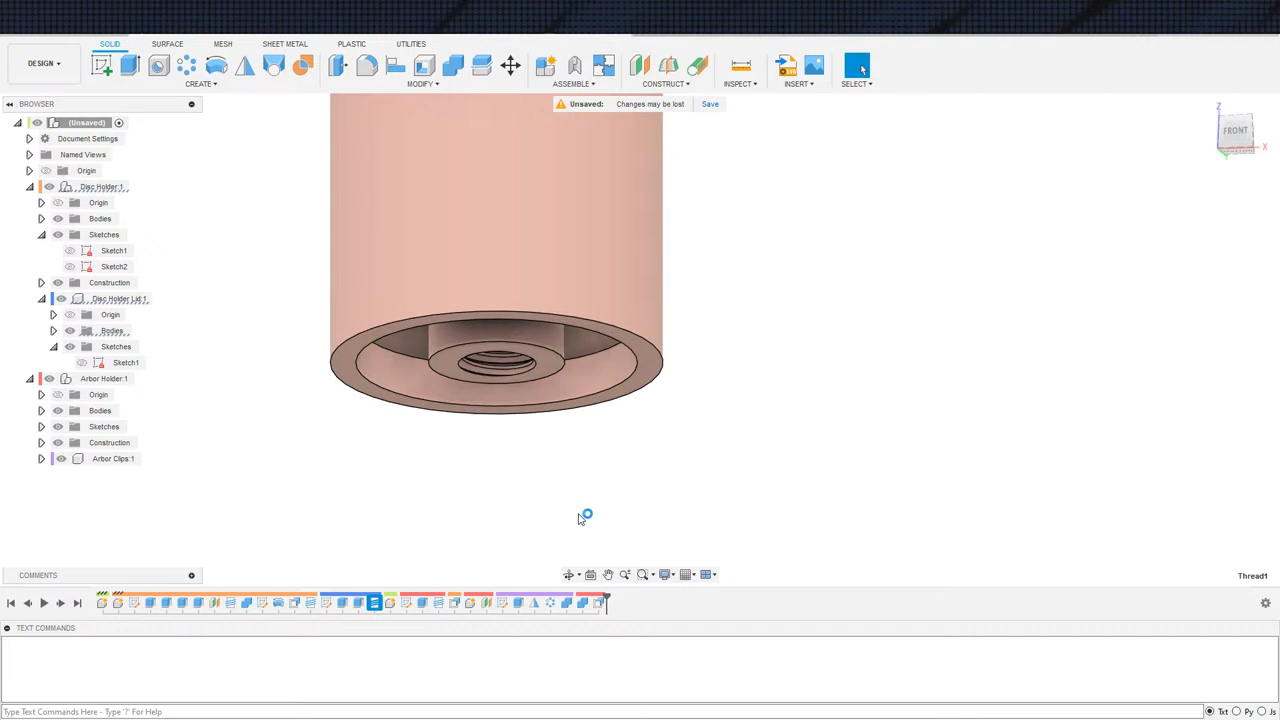 SOLID SURFACE MESH SHEET METAL PLASTIC UTILITIES
DESIGN
CREATE MODIFY ASSEMBLE CONSTRUCT INSPECT INSERT SELECT
BROWSER
Unsaved: Changes may be lost Save
(Unsaved)
Document Settings
Named Views
Origin
Disc Holder:1
Origin
Bodies
Sketches
Sketch1
Sketch2
Construction
Disc Holder Lid:1
Origin
Bodies
Sketches
Sketch1
Arbor Holder:1
Origin
Bodies
Sketches
Construction
Arbor Clips:1
Z
FRONT
X
COMMENTS
Thread1
TEXT COMMANDS
Type Text Commands Here - Type '?' For Help
Txt Py Js